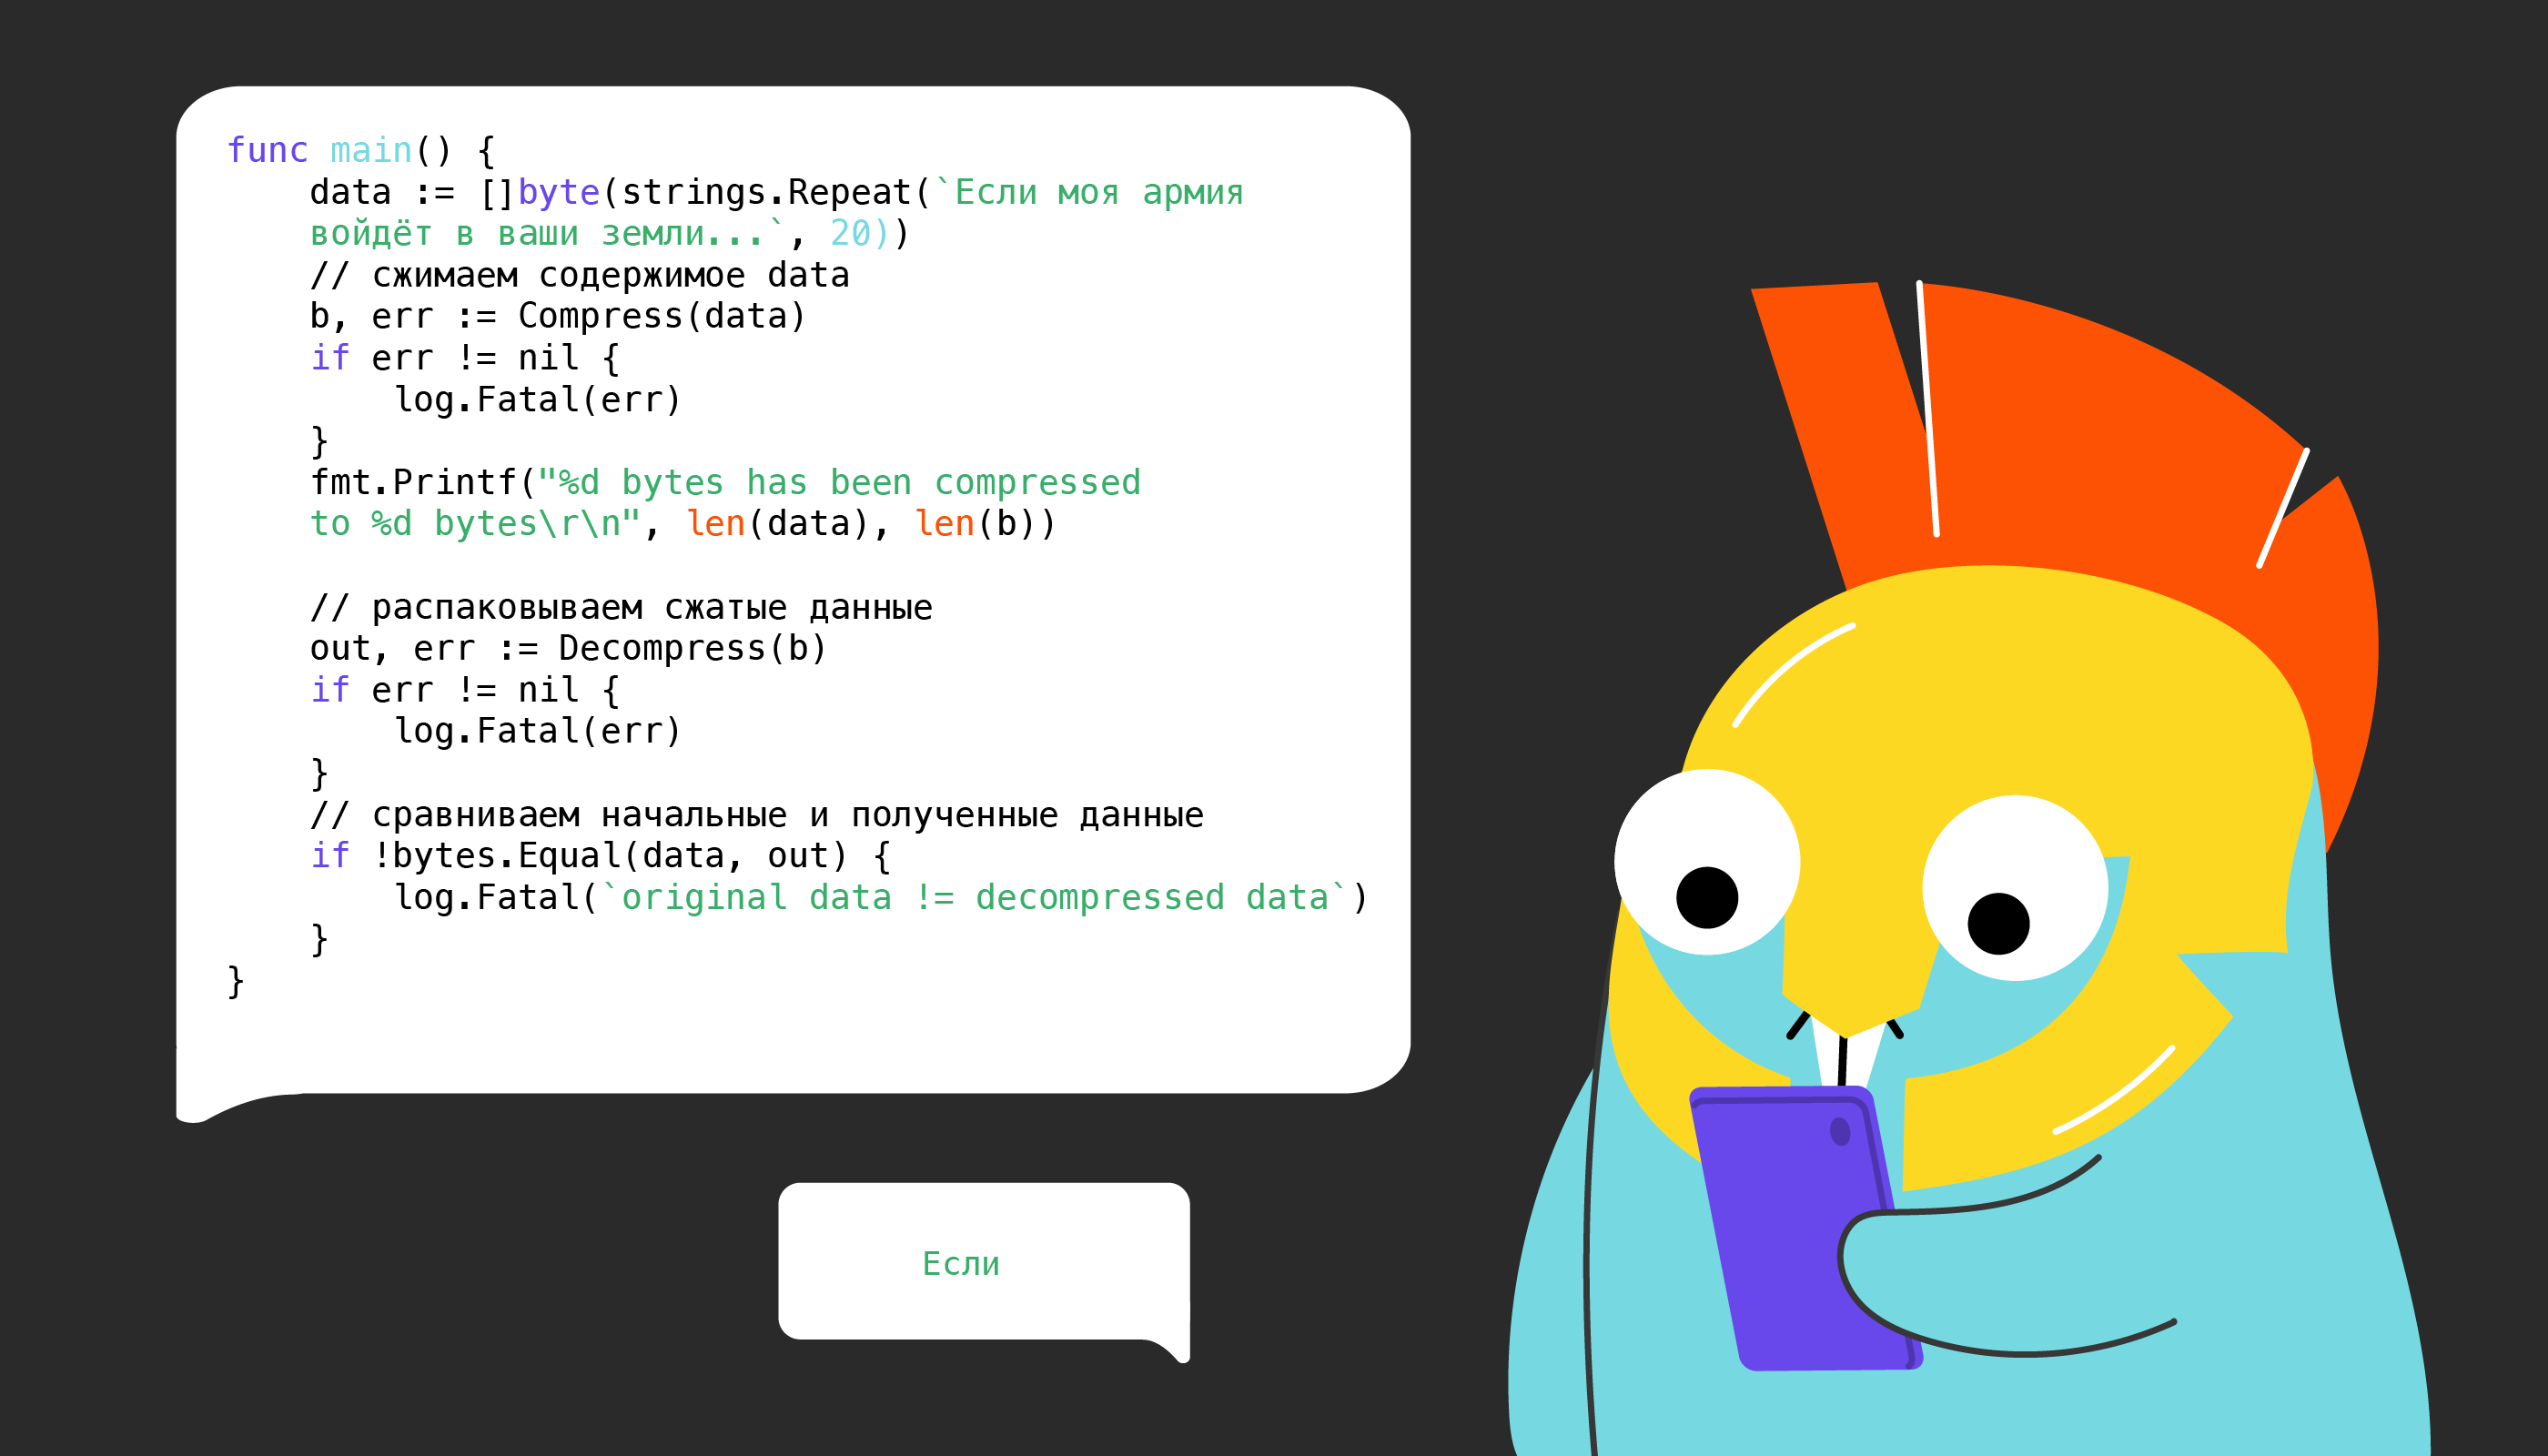 func main() {
data := []byte(strings.Repeat(`Если моя армия
войдёт в ваши земли...`, 20))
// сжимаем содержимое data
b, err := Compress(data)
if err != nil {
log.Fatal(err)
}
fmt.Printf("%d bytes has been compressed
to %d bytes\r\n", len(data), len(b))
// распаковываем сжатые данные
out, err := Decompress(b)
if err != nil {
log.Fatal(err)
}
// сравниваем начальные и полученные данные
if !bytes.Equal(data, out) {
log.Fatal(`original data != decompressed data`)
}
}
Если